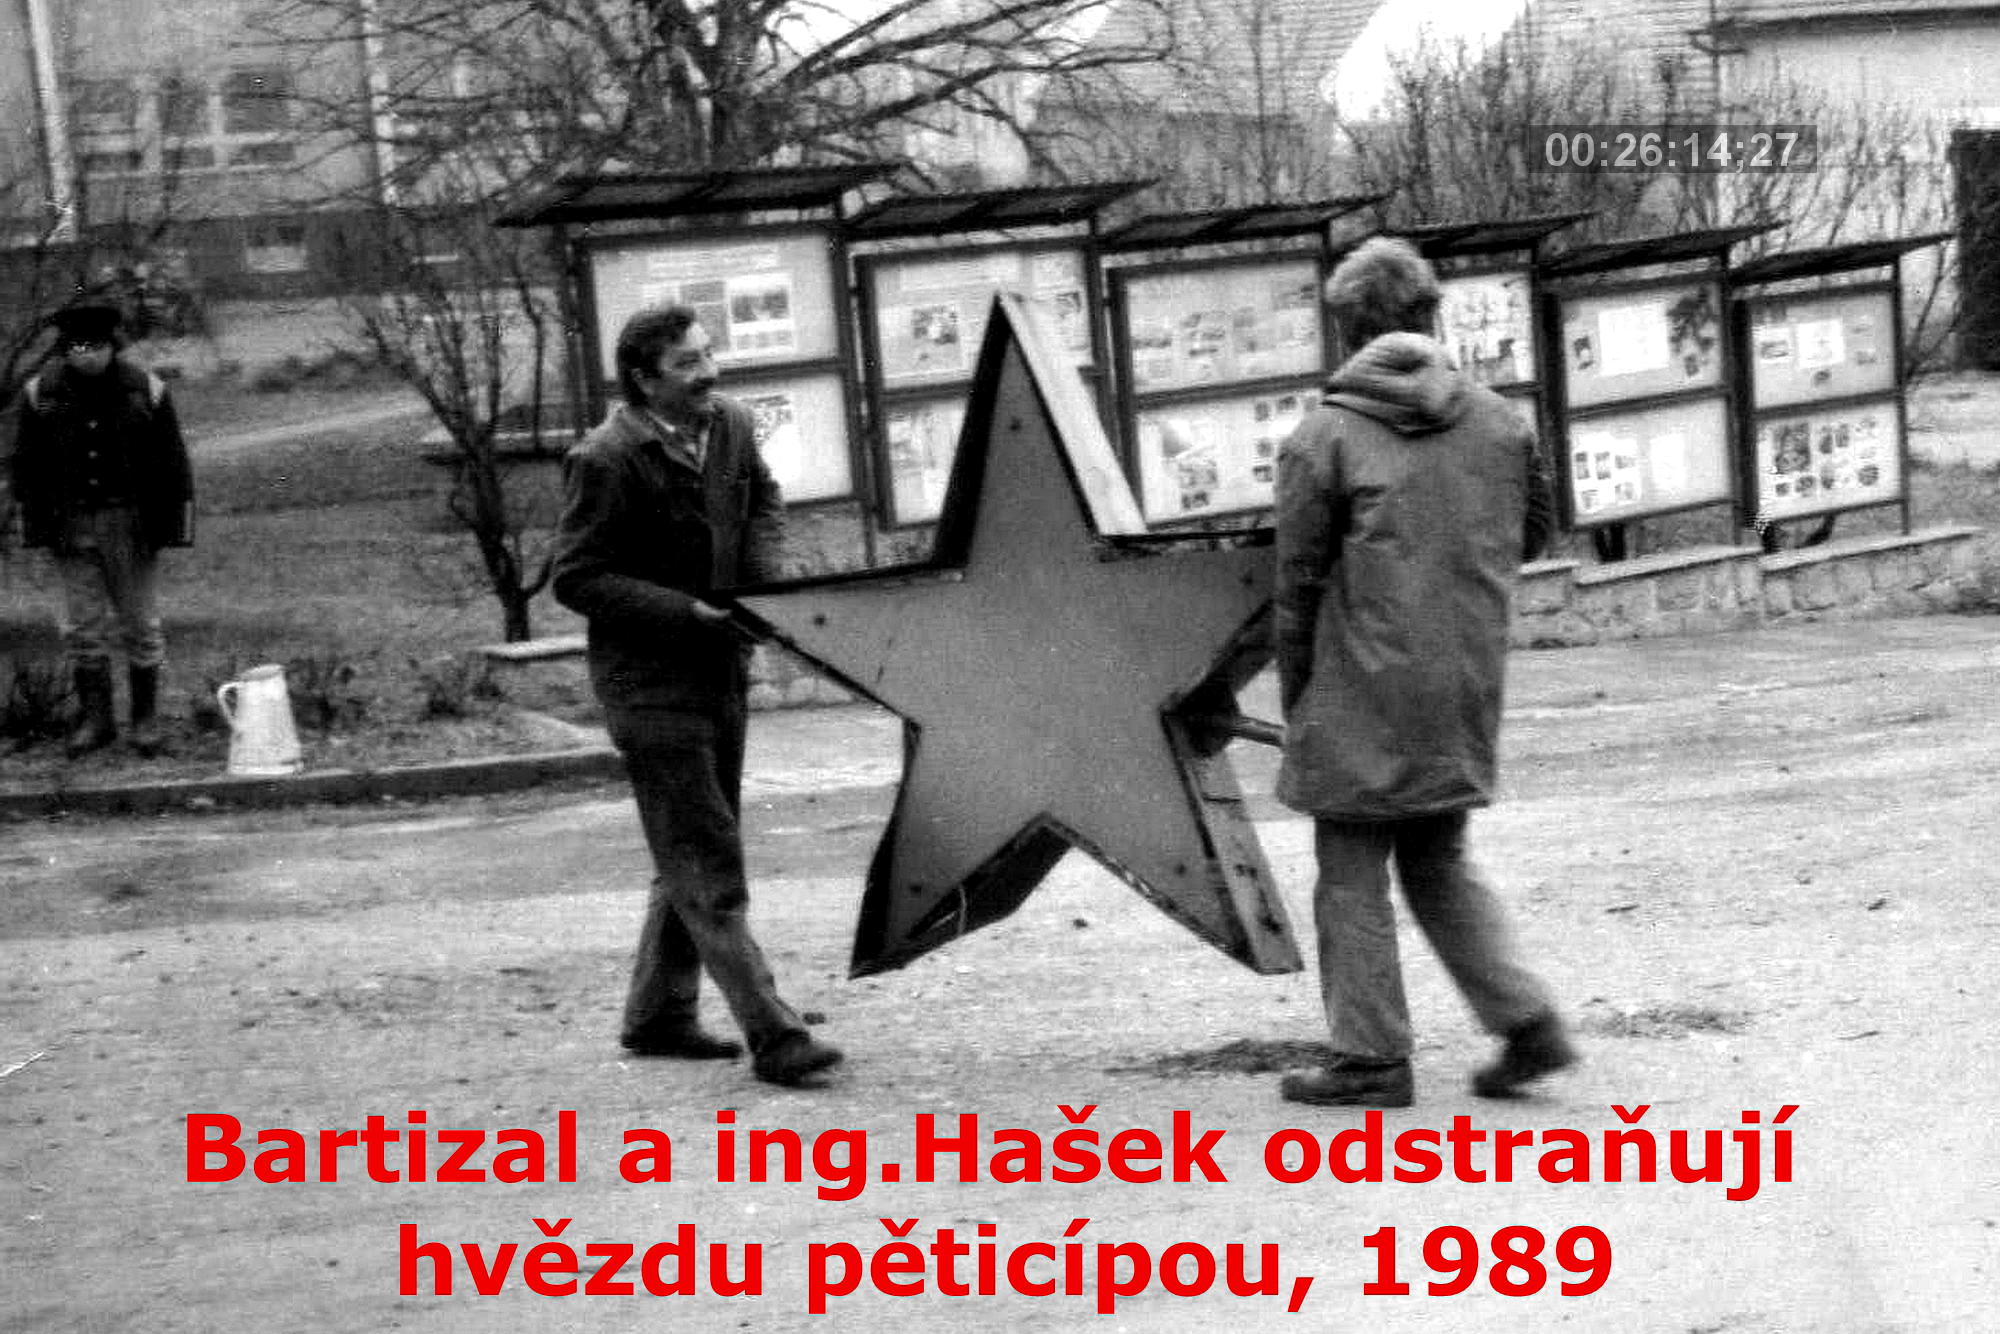 00:26:14;27
Bartizal a ing.Hašek odstraňují
hvězdu pěticípou, 1989